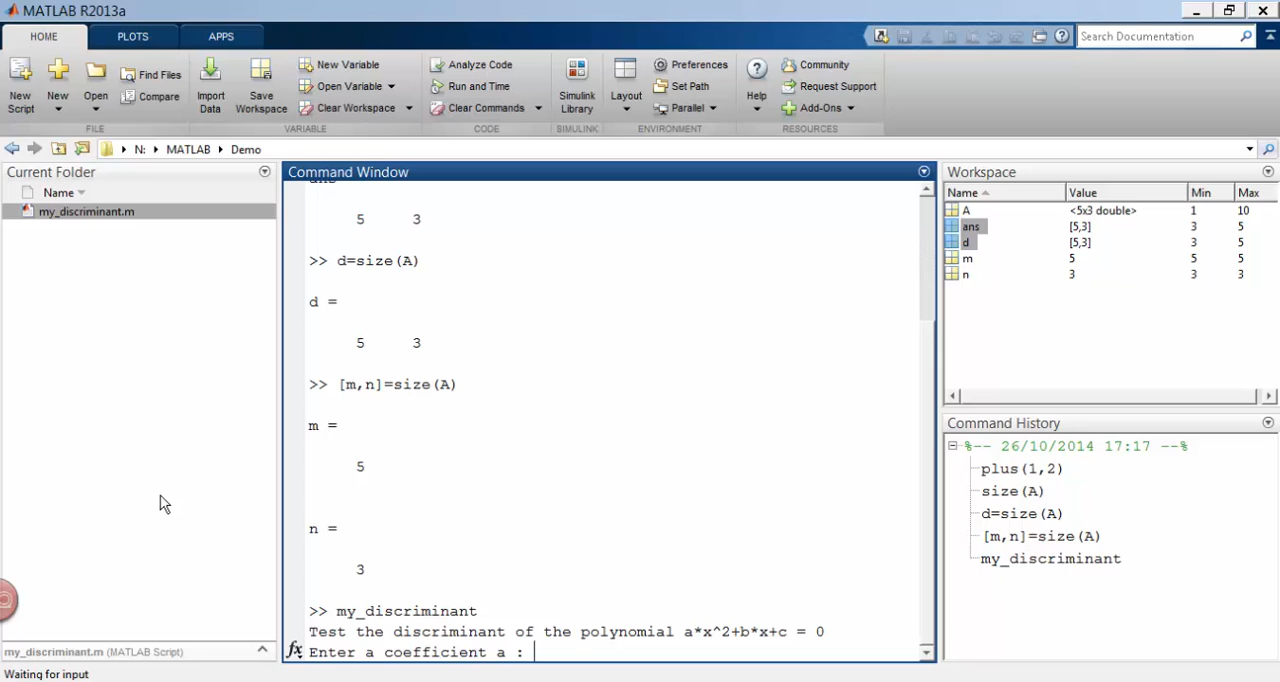 MATLAB R2013a
HOME PLOTS APPS Search Documentation
New Script
New
Open
Find Files
Compare
FILE
Import Data
Save Workspace
New Variable
Open Variable
Clear Workspace
VARIABLE
Analyze Code
Run and Time
Clear Commands
CODE
Simulink Library
SIMULINK
Layout
Preferences
Set Path
Parallel
ENVIRONMENT
Help
Community
Request Support
Add-Ons
RESOURCES
N: MATLAB Demo
Current Folder
Name
my_discriminant.m
my_discriminant.m (MATLAB Script)
Waiting for input
Command Window
5 3
>> d=size(A)
d =
5 3
>> [m,n]=size(A)
m =
5
n =
3
>> my_discriminant
Test the discriminant of the polynomial a*x^2+b*x+c = 0
fx Enter a coefficient a :
Workspace
Name Value Min Max
A <5x3 double> 1 10
ans [5,3] 3 5
d [5,3] 3 5
m 5 5 5
n 3 3 3
Command History
%-- 26/10/2014 17:17 --%
plus(1,2)
size(A)
d=size(A)
[m,n]=size(A)
my_discriminant